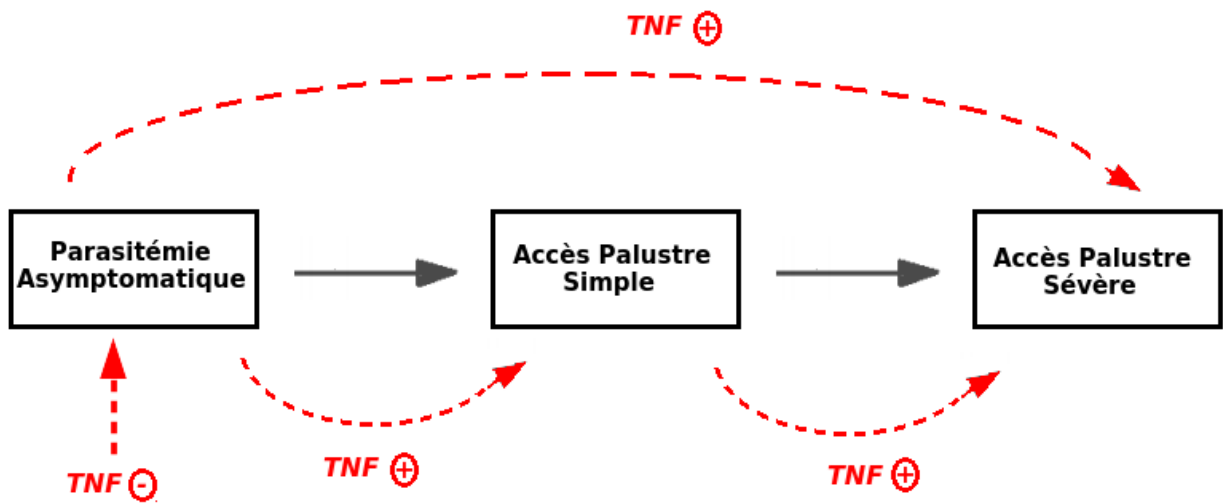 TNF +
Parasitémie
Asymptomatique
Accès Palustre
Simple
Accès Palustre
Sévère
TNF -
TNF +
TNF +